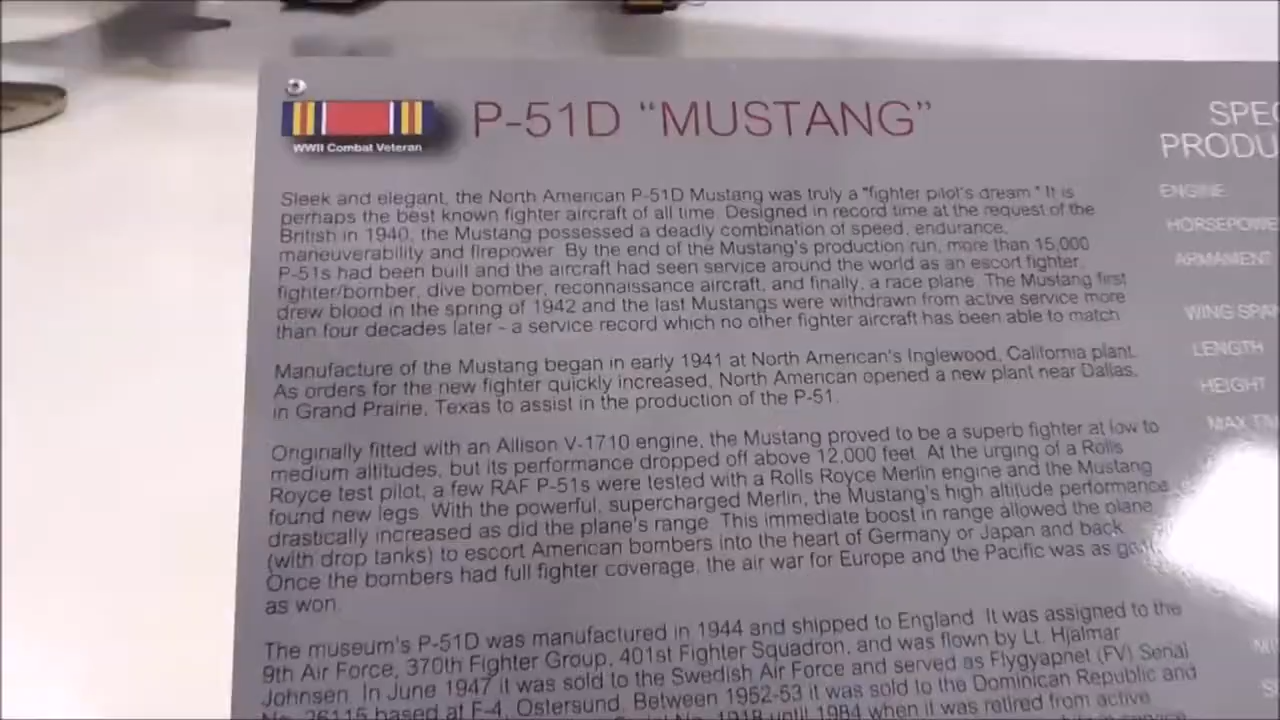 WWII Combat Veteran
P-51D “MUSTANG”
Sleek and elegant, the North American P-51D Mustang was truly a "fighter pilot's dream." It is
perhaps the best known fighter aircraft of all time. Designed in record time at the request of the
British in 1940, the Mustang possessed a deadly combination of speed, endurance,
maneuverability and firepower. By the end of the Mustang's production run, more than 15,000
P-51s had been built and the aircraft had seen service around the world as an escort fighter,
fighter/bomber, dive bomber, reconnaissance aircraft, and finally, a race plane. The Mustang first
drew blood in the spring of 1942 and the last Mustangs were withdrawn from active service more
than four decades later - a service record which no other fighter aircraft has been able to match
Manufacture of the Mustang began in early 1941 at North American's Inglewood, California plant.
As orders for the new fighter quickly increased, North American opened a new plant near Dallas,
in Grand Prairie, Texas to assist in the production of the P-51.
Originally fitted with an Allison V-1710 engine, the Mustang proved to be a superb fighter at low to
medium altitudes, but its performance dropped off above 12,000 feet. At the urging of a Rolls
Royce test pilot, a few RAF P-51s were tested with a Rolls Royce Merlin engine and the Mustang
found new legs. With the powerful, supercharged Merlin, the Mustang's high altitude performance
drastically increased as did the plane's range. This immediate boost in range allowed the plane
(with drop tanks) to escort American bombers into the heart of Germany or Japan and back.
Once the bombers had full fighter coverage, the air war for Europe and the Pacific was as
as won.
The museum's P-51D was manufactured in 1944 and shipped to England. It was assigned to the
9th Air Force, 370th Fighter Group, 401st Fighter Squadron, and was flown by Lt. Hjalmar
Johnsen. In June 1947 it was sold to the Swedish Air Force and served as Flygyapnet (FV) Serial
No. 26115 based at F-4, Ostersund. Between 1952-53 it was sold to the Dominican Republic and
until 1984 when it was retired from active
SPEC
PRODU
ENGINE
HORSEPOWE
ARMAMENT
WING SPA
LENGTH
HEIGHT
MAX